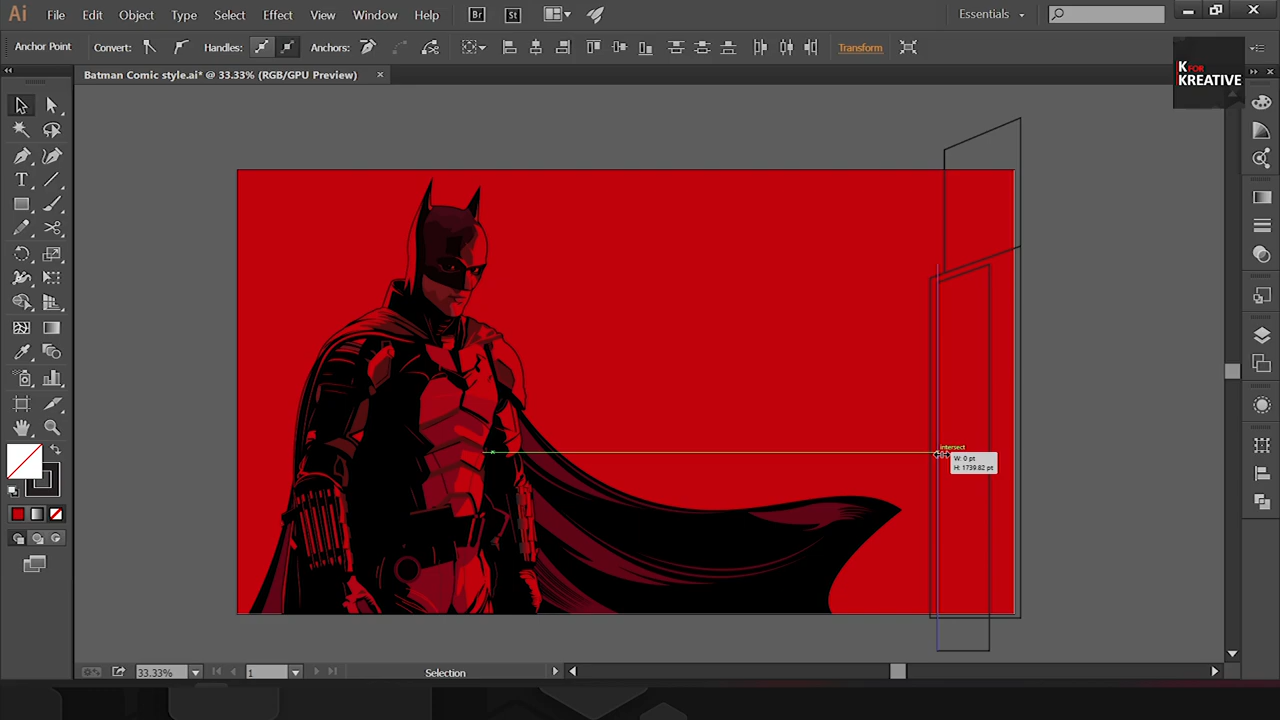 Ai File Edit Object Type Select Effect View Window Help Br St Essentials
Anchor Point Convert: Handles: Anchors: Transform
K FOR
KREATIVE
Batman Comic style.ai* @ 33.33% (RGB/GPU Preview)
intersect
W: 0 pt
H: 1739.82 pt
33.33% 1 Selection